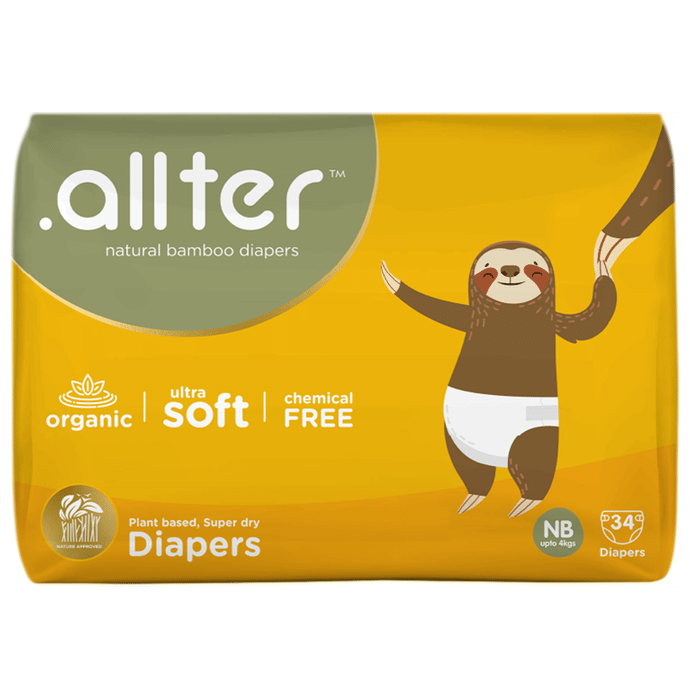 .allter™
natural bamboo diapers
organic
ultra
soft
chemical
FREE
NATURE APPROVED
Plant based, Super dry
Diapers
NB
upto 4kgs
34
Diapers